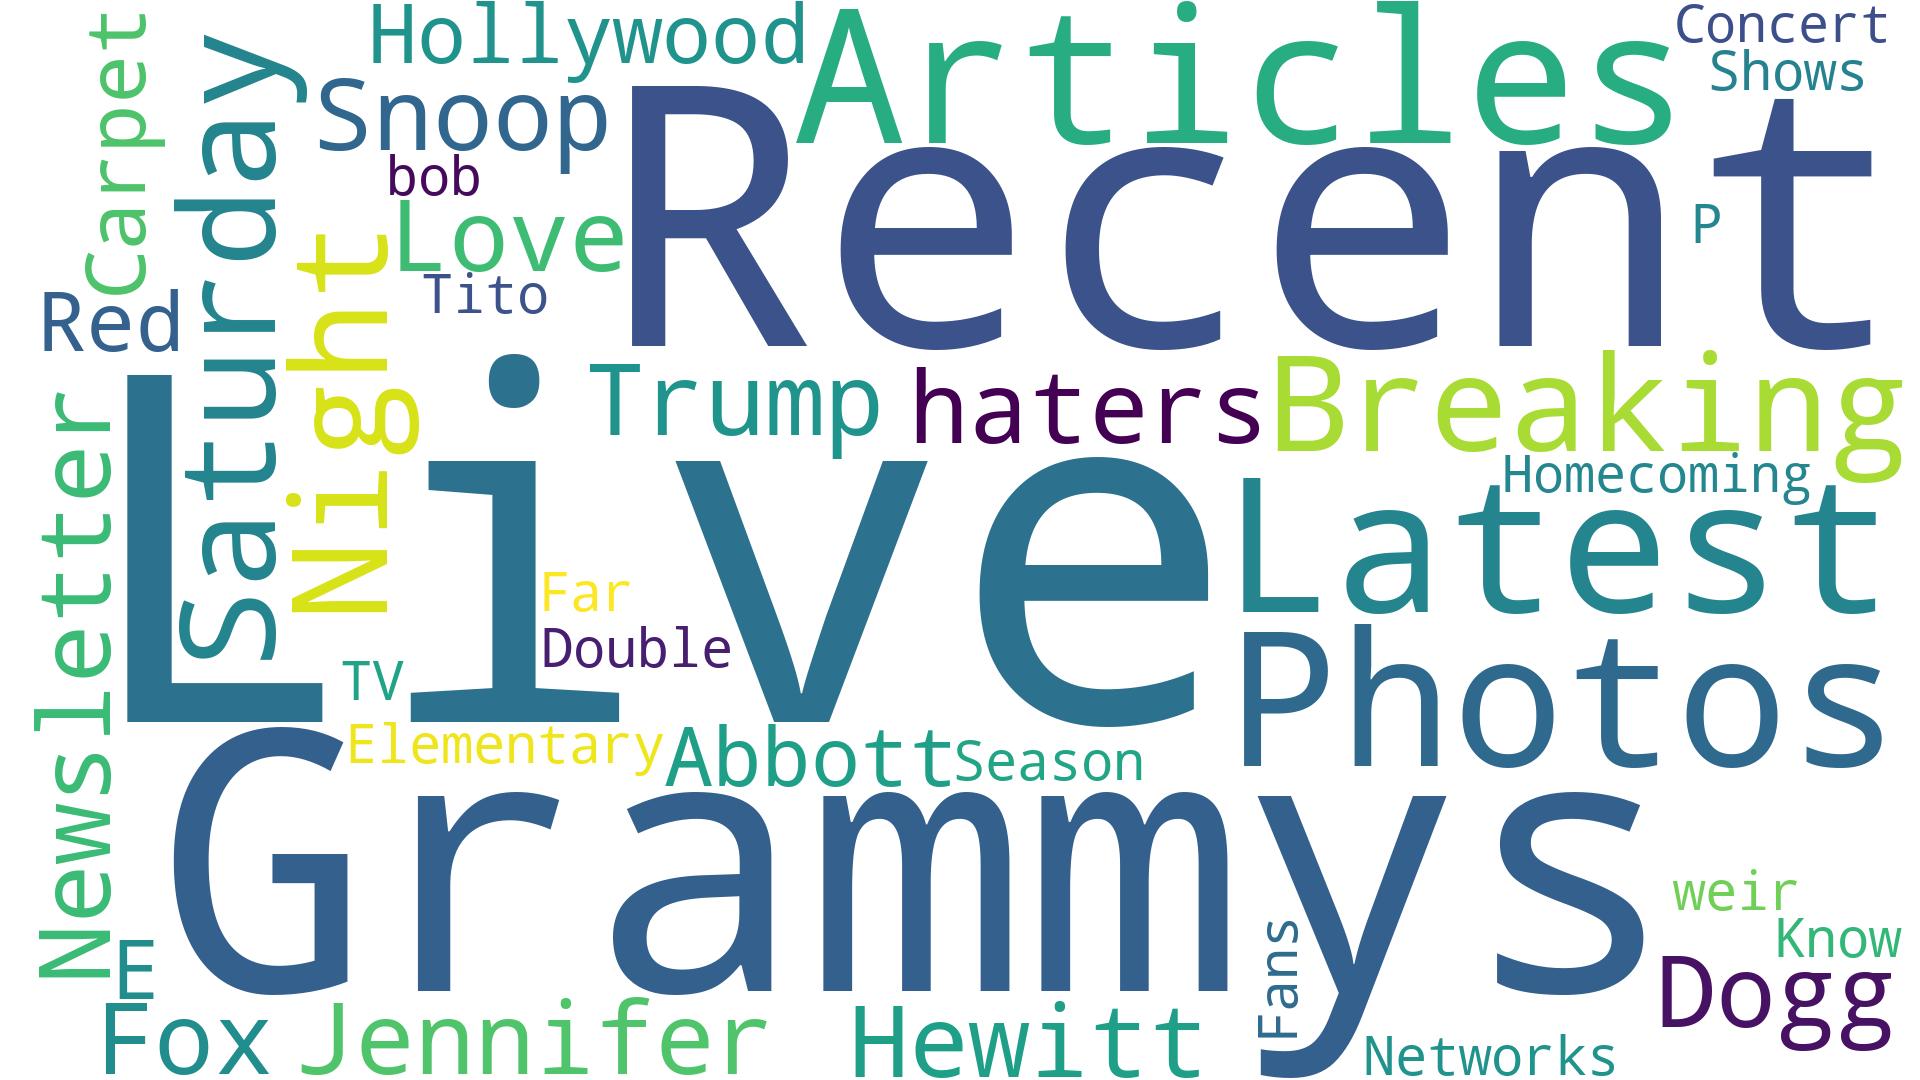 Hollywood
Articles
Concert
Shows
Carpet
Saturday
Snoop
Recent
bob
Love
P
Night
Tito
Red
Live
Trump
haters
Breaking
Newsletter
Homecoming
Latest
Far
Double
Photos
TV
Elementary
Abbott
Season
Grammys
weir
Know
Fans
E
Dogg
Fox
Jennifer
Hewitt
Networks